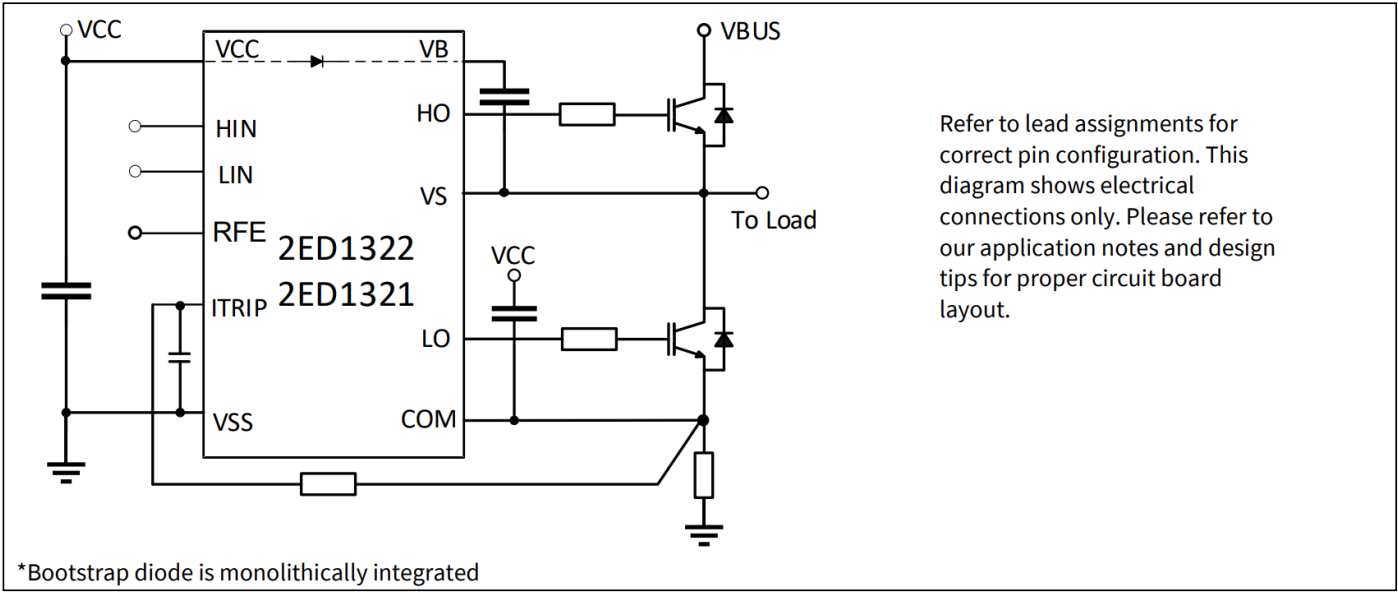 VCC
VBUS
VCC
VB
HO
HIN
LIN
VS
To Load
RFE
2ED1322
2ED1321
VCC
ITRIP
LO
VSS
COM
Refer to lead assignments for
correct pin configuration. This
diagram shows electrical
connections only. Please refer to
our application notes and design
tips for proper circuit board
layout.
*Bootstrap diode is monolithically integrated